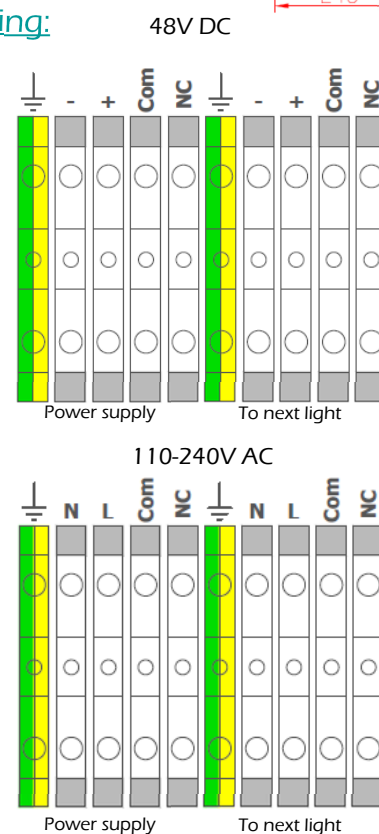 ing:
48V DC
- + Com NC - + Com NC
Power supply To next light
110-240V AC
N L Com NC N L Com NC
Power supply To next light